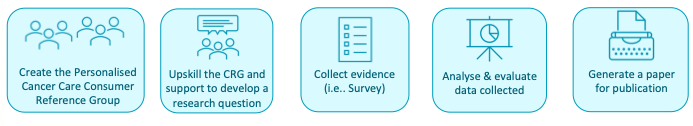 Create the Personalised
Cancer Care Consumer
Reference Group
Upskill the CRG and
support to develop a
research question
Collect evidence
(i.e.. Survey)
Analyse & evaluate
data collected
Generate a paper
for publication